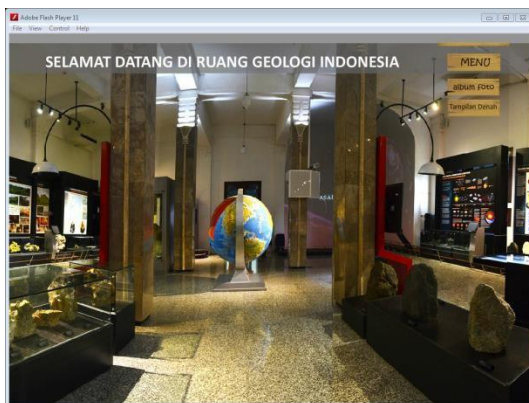 Adobe Flash Player 11
File View Control Help
SELAMAT DATANG DI RUANG GEOLOGI INDONESIA
MENU
album foto
Tampilan Denah